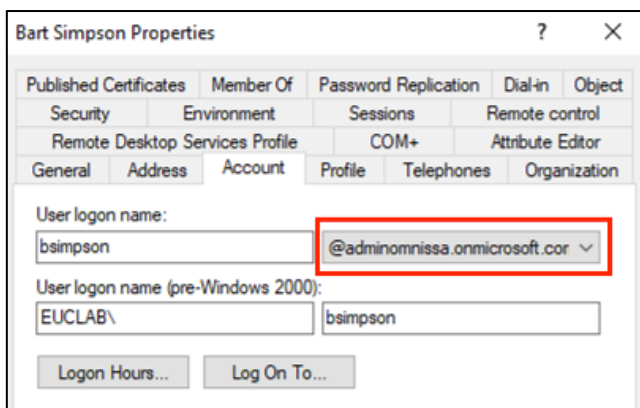 Bart Simpson Properties ?
Published Certificates Member Of Password Replication Dial-in Object
Security Environment Sessions Remote control
Remote Desktop Services Profile COM+ Attribute Editor
General Address Account Profile Telephones Organization
User logon name:
bsimpson @adminomnissa.onmicrosoft.cor
User logon name (pre-Windows 2000):
EUCLAB\ bsimpson
Logon Hours... Log On To...